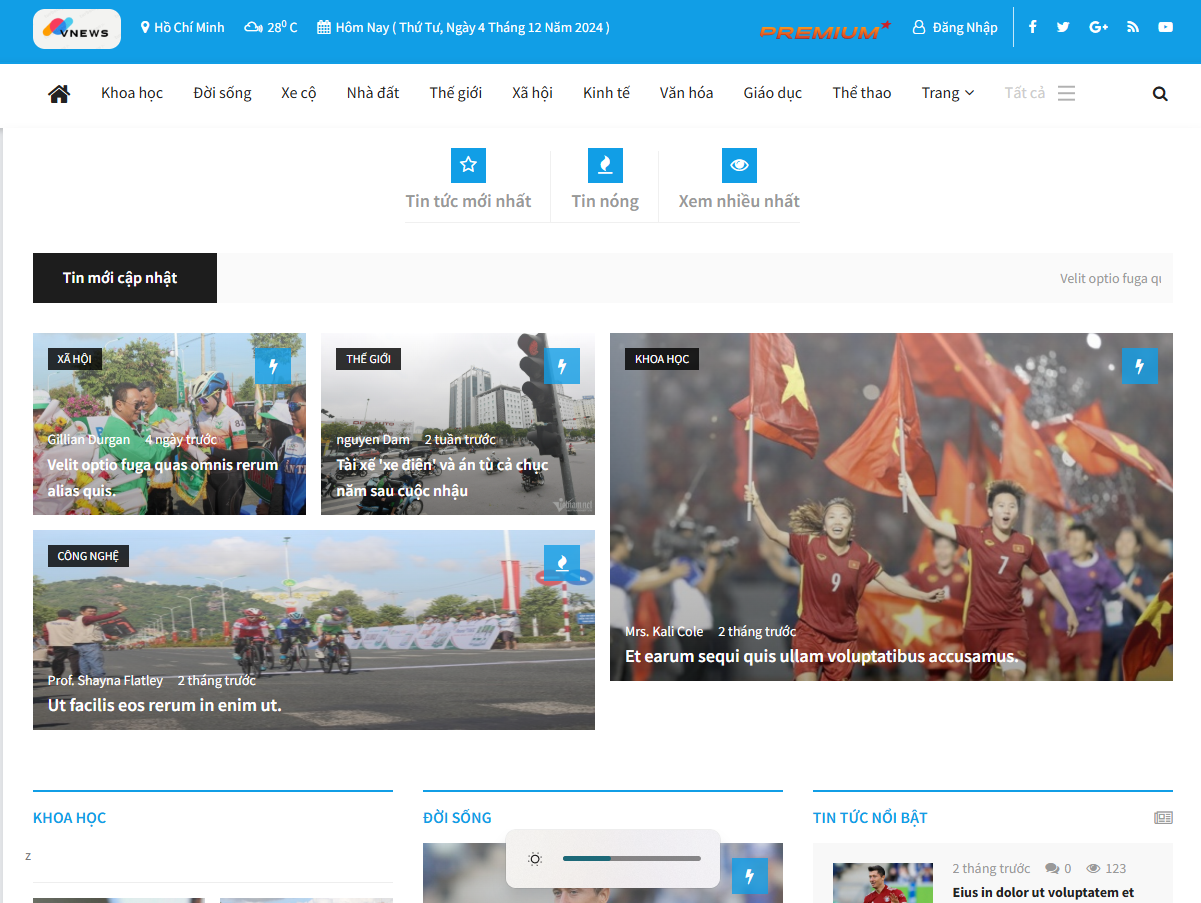 VNEWS
Hồ Chí Minh
28⁰ C
Hôm Nay ( Thứ Tư, Ngày 4 Tháng 12 Năm 2024 )
PREMIUM
Đăng Nhập
Khoa học
Đời sống
Xe cộ
Nhà đất
Thế giới
Xã hội
Kinh tế
Văn hóa
Giáo dục
Thể thao
Trang
Tất cả
Tin tức mới nhất
Tin nóng
Xem nhiều nhất
Tin mới cập nhật
Velit optio fuga qu
XÃ HỘI
Gillian Durgan 4 ngày trước
Velit optio fuga quas omnis rerum
alias quis.
THẾ GIỚI
nguyen Dam 2 tuần trước
Tài xế 'xe điên' và án tù cả chục
năm sau cuộc nhậu
KHOA HỌC
9
7
Mrs. Kali Cole 2 tháng trước
Et earum sequi quis ullam voluptatibus accusamus.
CÔNG NGHỆ
Prof. Shayna Flatley 2 tháng trước
Ut facilis eos rerum in enim ut.
KHOA HỌC
z
ĐỜI SỐNG
TIN TỨC NỔI BẬT
2 tháng trước 0 123
Eius in dolor ut voluptatem et